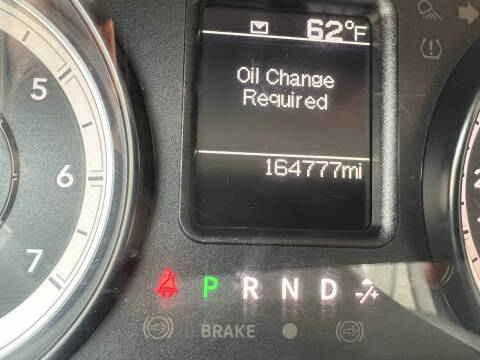 62°F
Oil Change
Required
164777mi
5
6
7
P R N D -/+
BRAKE